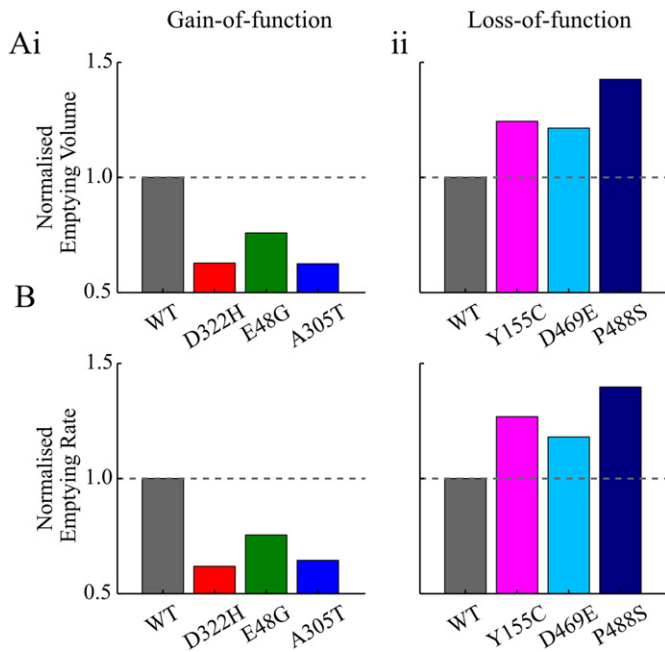 Gain-of-function
Loss-of-function
Ai
ii
Normalised
Emptying Volume
1.5
1.0
0.5
WT
D322H
E48G
A305T
WT
Y155C
D469E
P488S
B
Normalised
Emptying Rate
1.5
1.0
0.5
WT
D322H
E48G
A305T
WT
Y155C
D469E
P488S